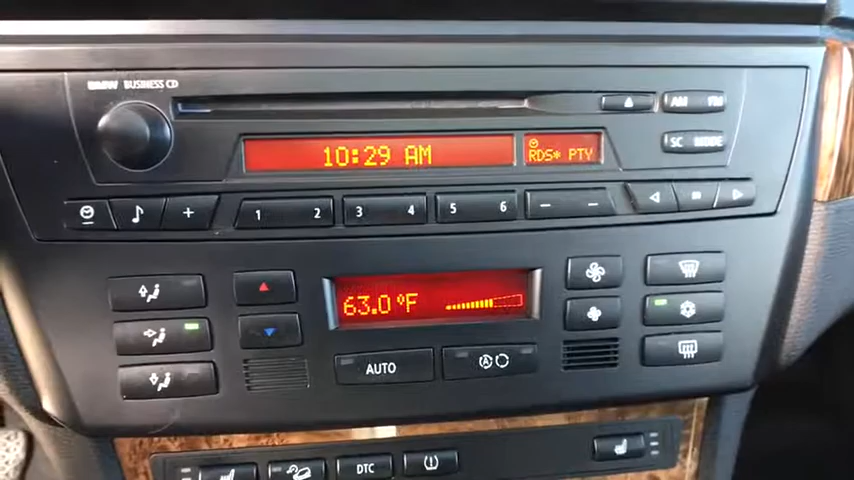 BMW BUSINESS CD
AM FM
10:29 AM RDS* PTY
SC MODE
+ 1 2 3 4 5 6 − −
63.0 °F
AUTO A
DTC